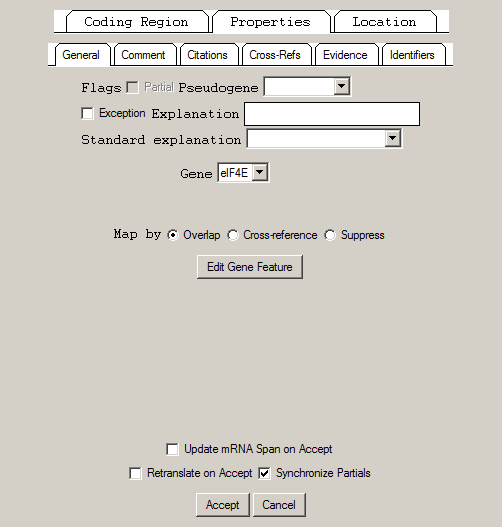 Coding Region Properties Location
General Comment Citations Cross-Refs Evidence Identifiers
Flags Partial Pseudogene
Exception Explanation
Standard explanation
Gene eIF4E
Map by Overlap Cross-reference Suppress
Edit Gene Feature
Update mRNA Span on Accept
Retranslate on Accept Synchronize Partials
Accept Cancel